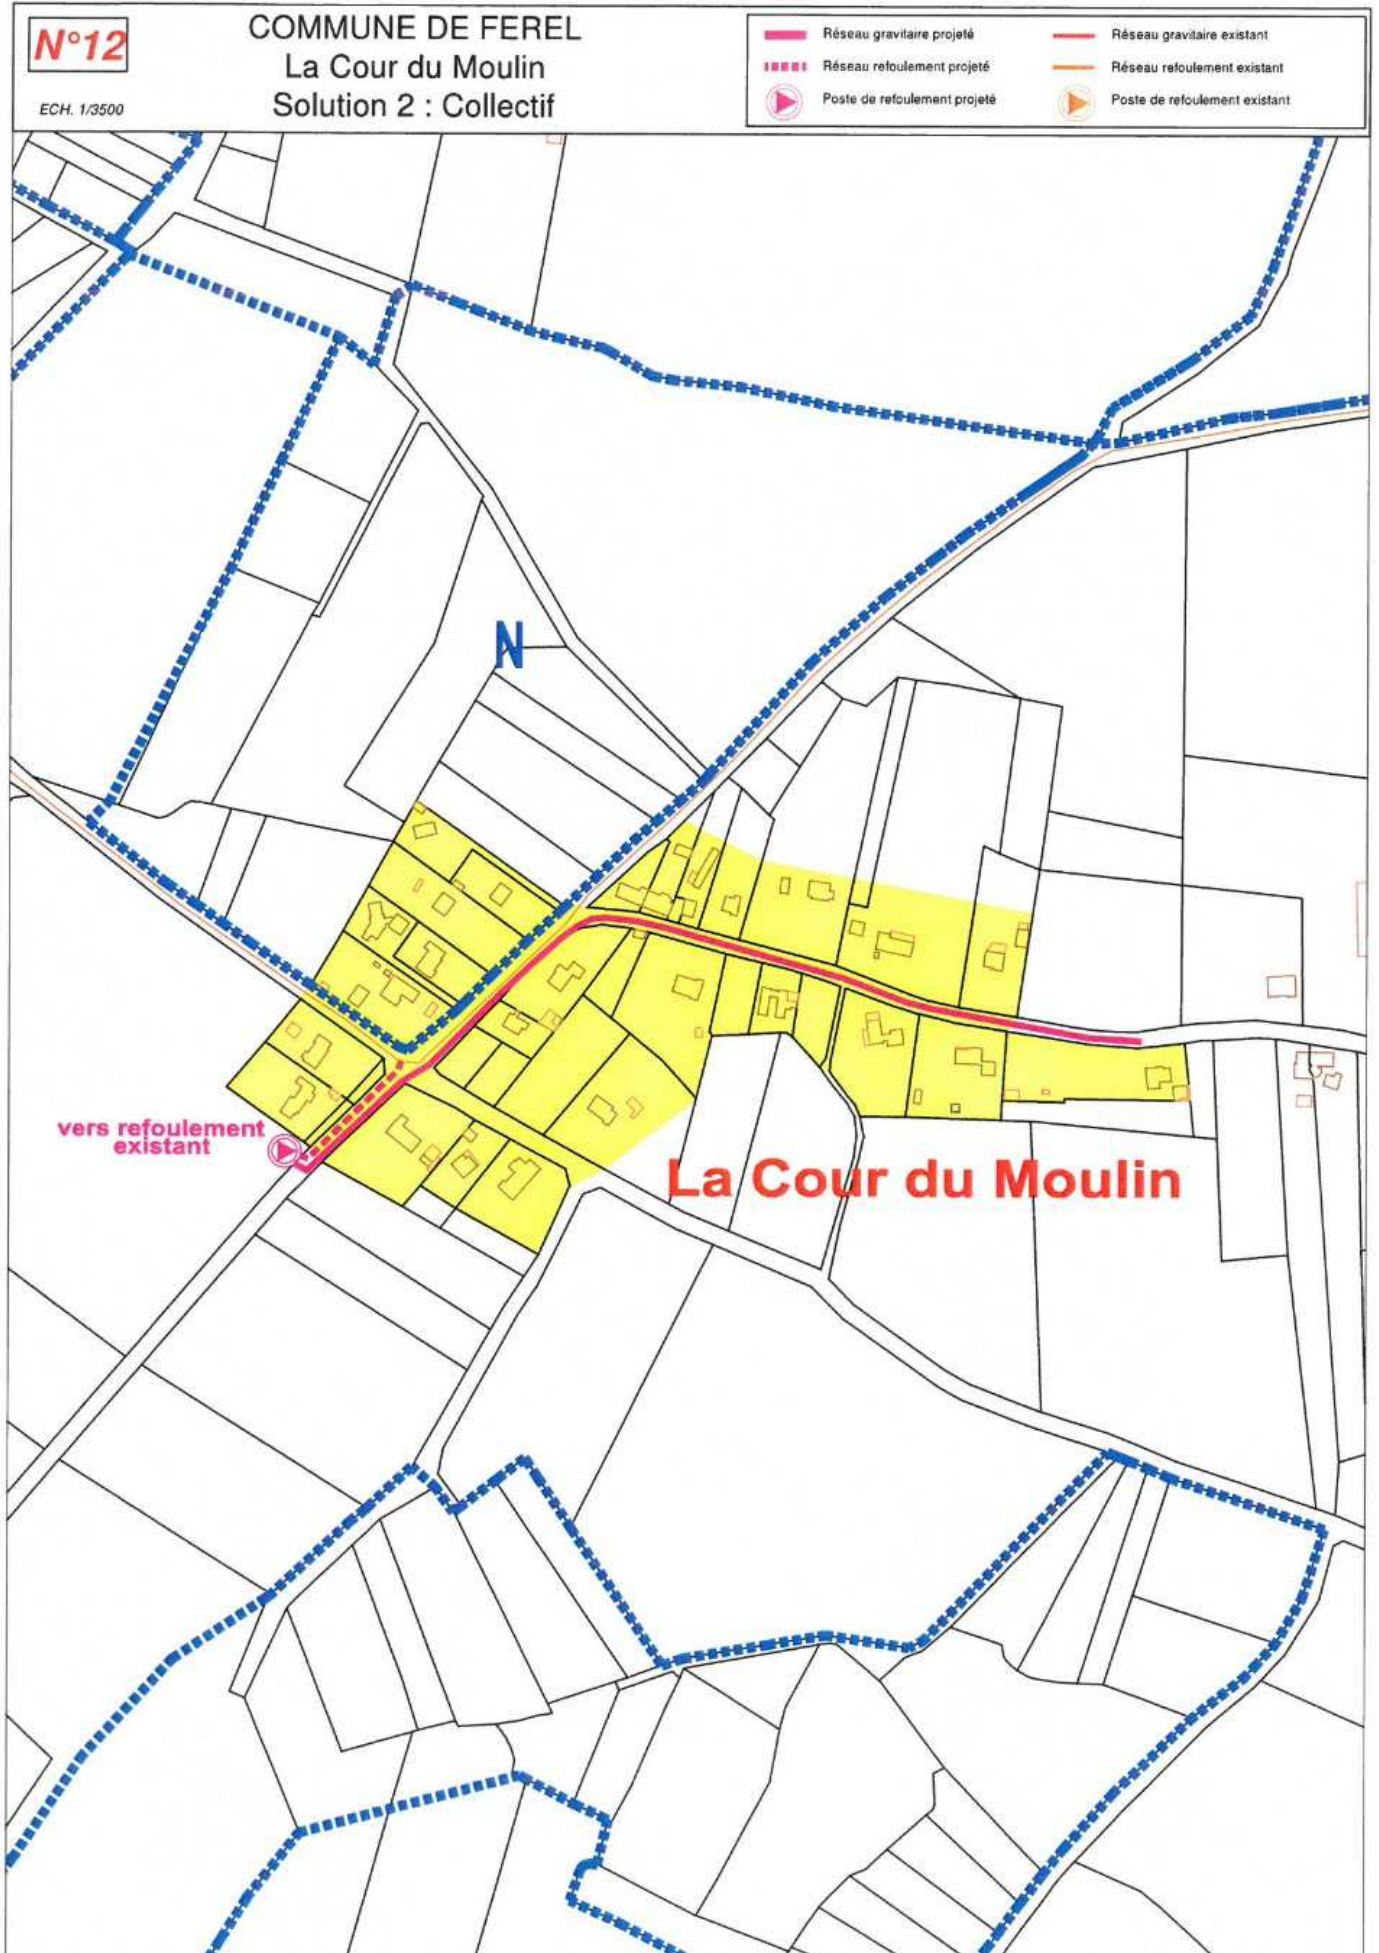 N°12
ECH. 1/3500
COMMUNE DE FEREL
La Cour du Moulin
Solution 2 : Collectif
Réseau gravitaire projeté
Réseau refoulement projeté
Poste de refoulement projeté
Réseau gravitaire existant
Réseau refoulement existant
Poste de refoulement existant
N
vers refoulement
existant
La Cour du Moulin